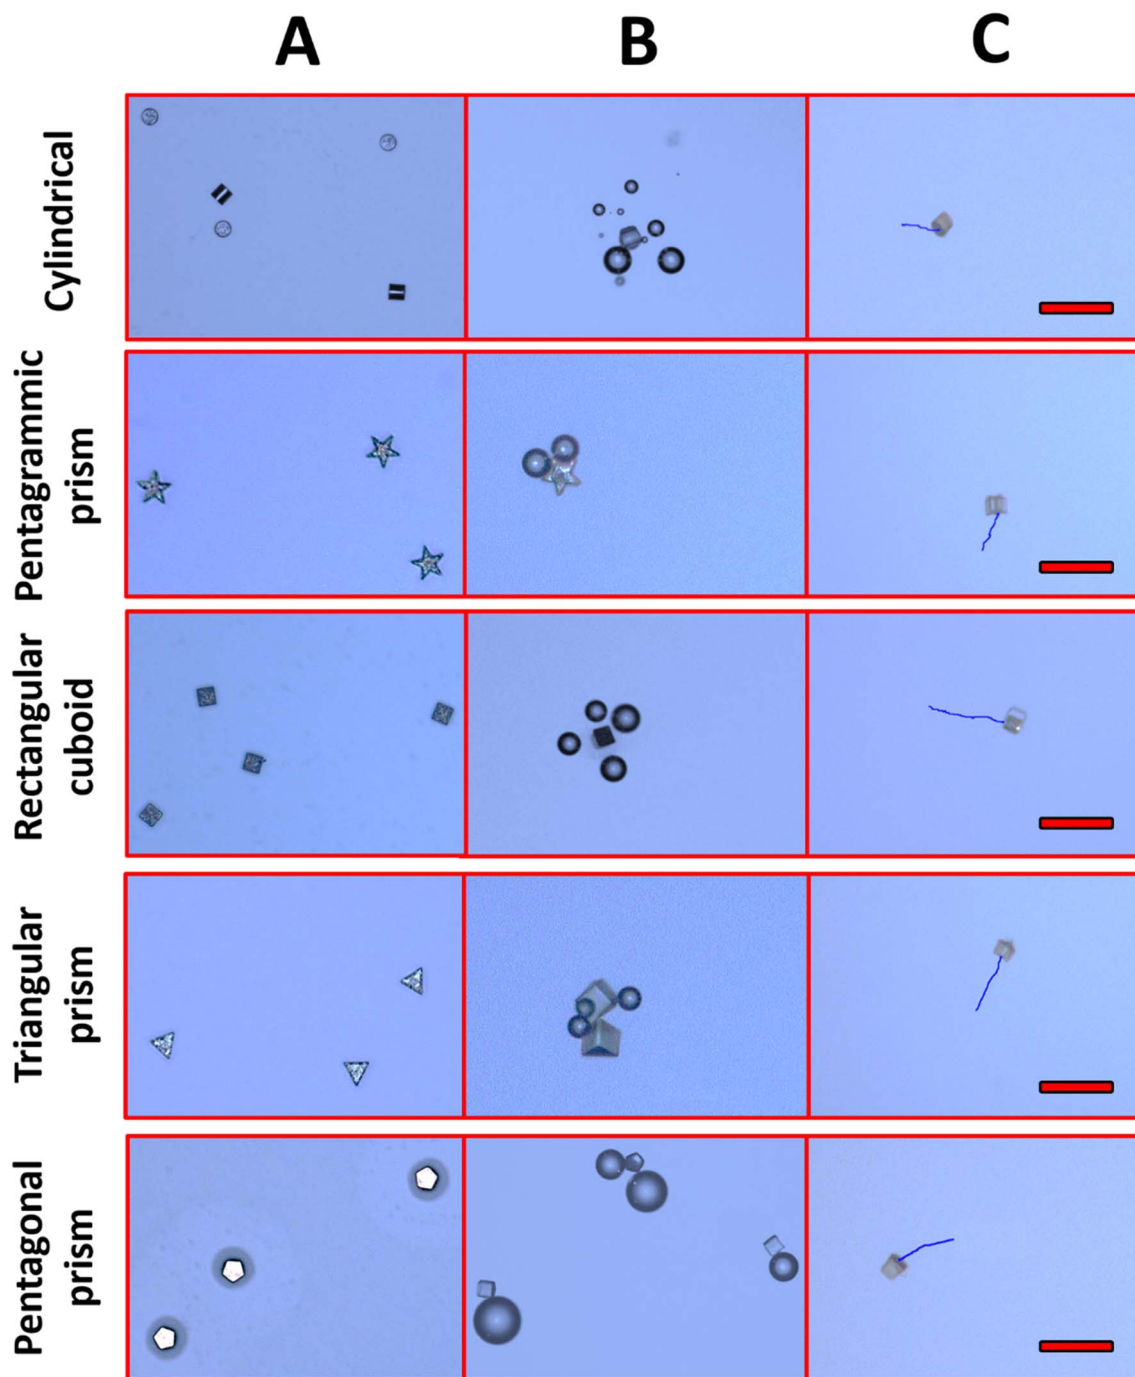 A B C
Cylindrical
Pentagrammic
prism
Rectangular
cuboid
Triangular
prism
Pentagonal
prism